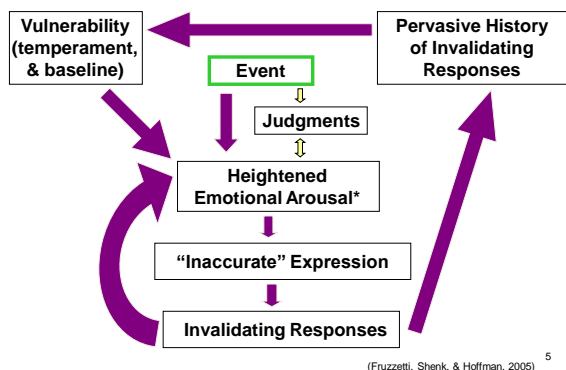 Vulnerability
(temperament,
& baseline)
Pervasive History
of Invalidating
Responses
Event
Judgments
Heightened
Emotional Arousal*
“Inaccurate” Expression
Invalidating Responses
5
(Fruzzetti, Shenk, & Hoffman, 2005)